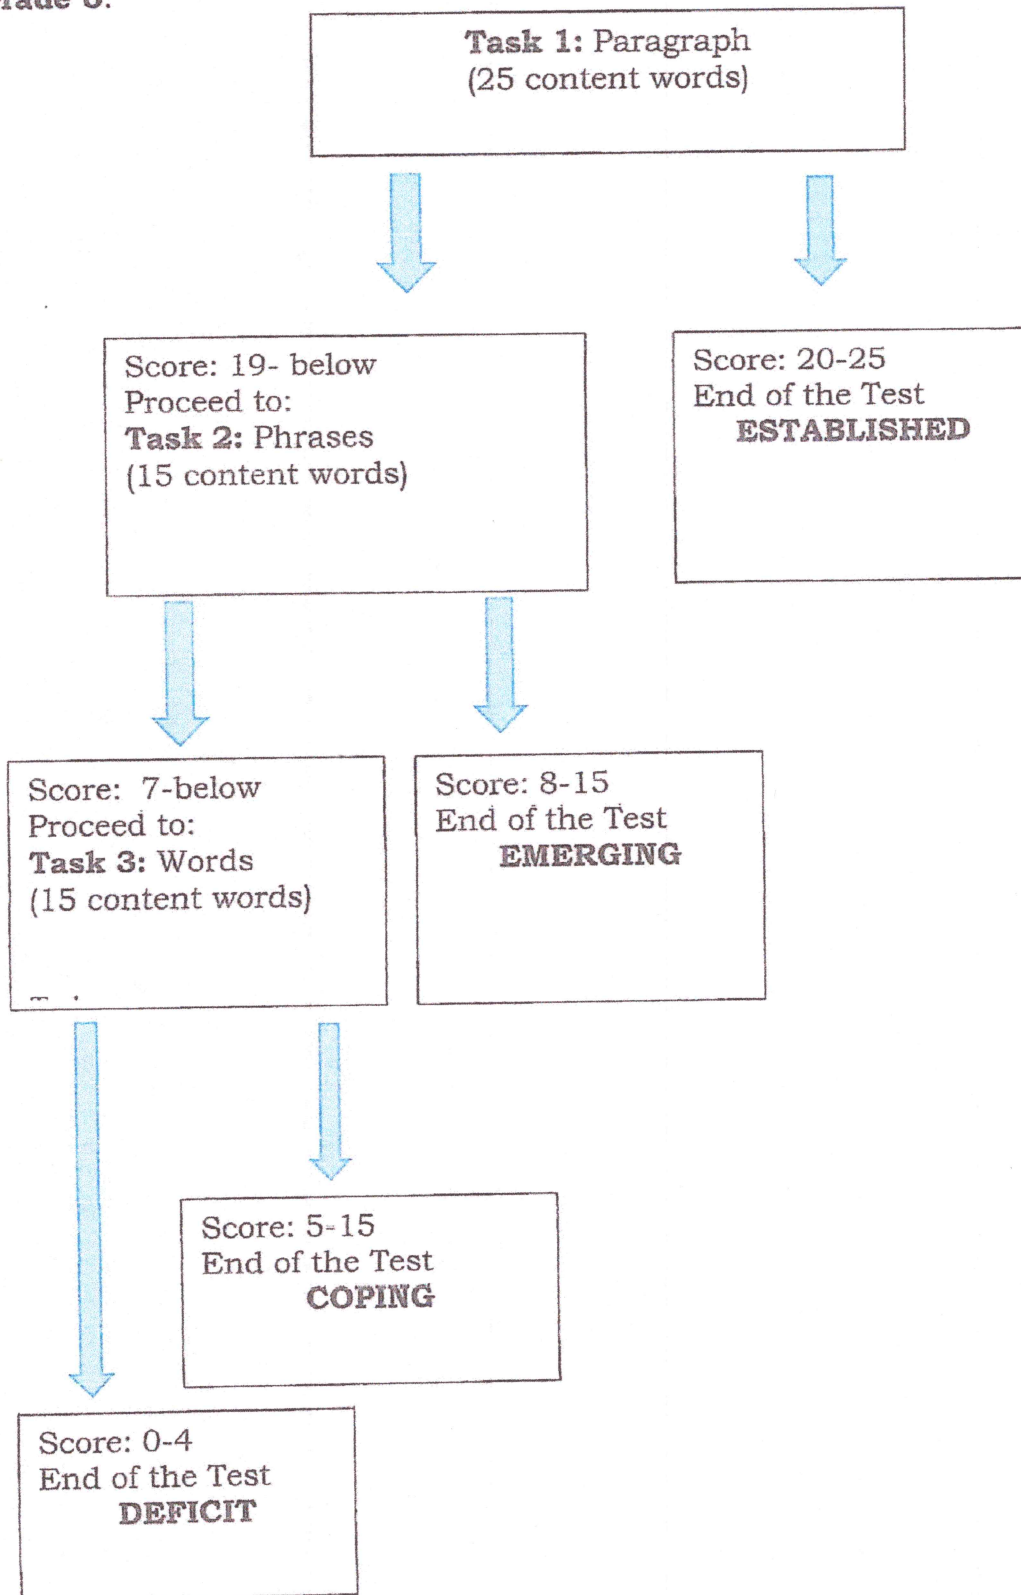 Task 1: Paragraph
(25 content words)
Score: 19- below
Proceed to:
Task 2: Phrases
(15 content words)
Score: 20-25
End of the Test
ESTABLISHED
Score: 7-below
Proceed to:
Task 3: Words
(15 content words)
Score: 8-15
End of the Test
EMERGING
Score: 5-15
End of the Test
COPING
Score: 0-4
End of the Test
DEFICIT